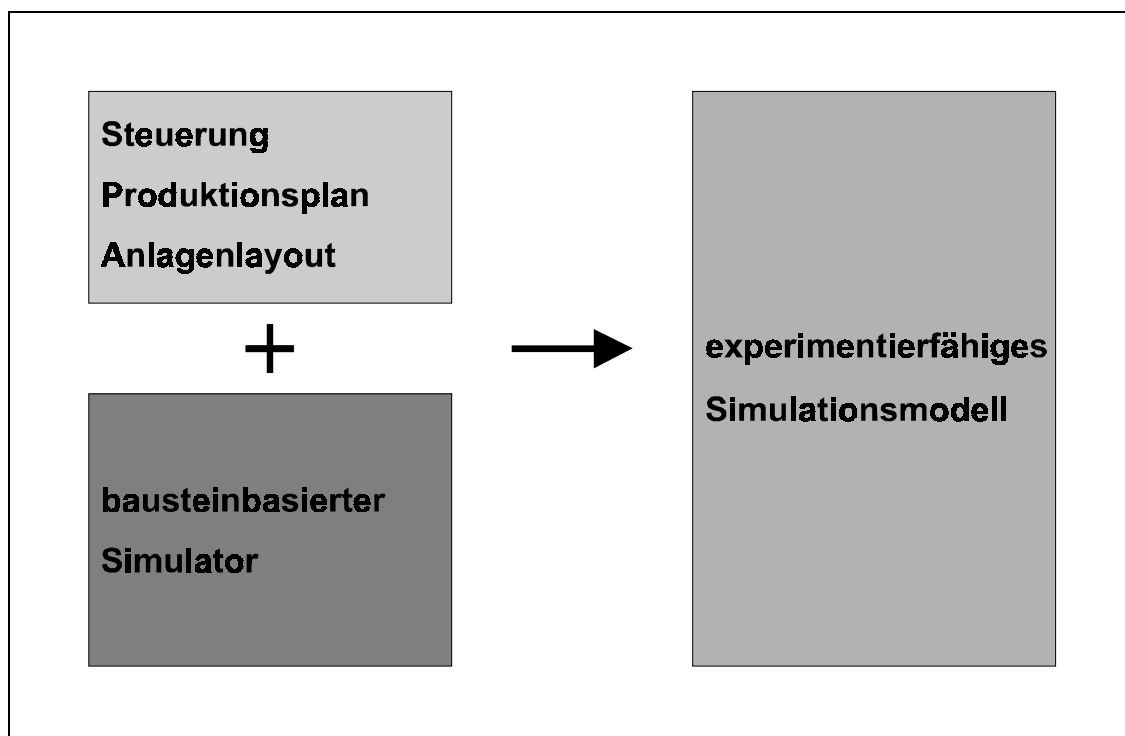 Steuerung
Produktionsplan
Anlagenlayout
+
bausteinbasierter
Simulator
experimentierfähiges
Simulationsmodell